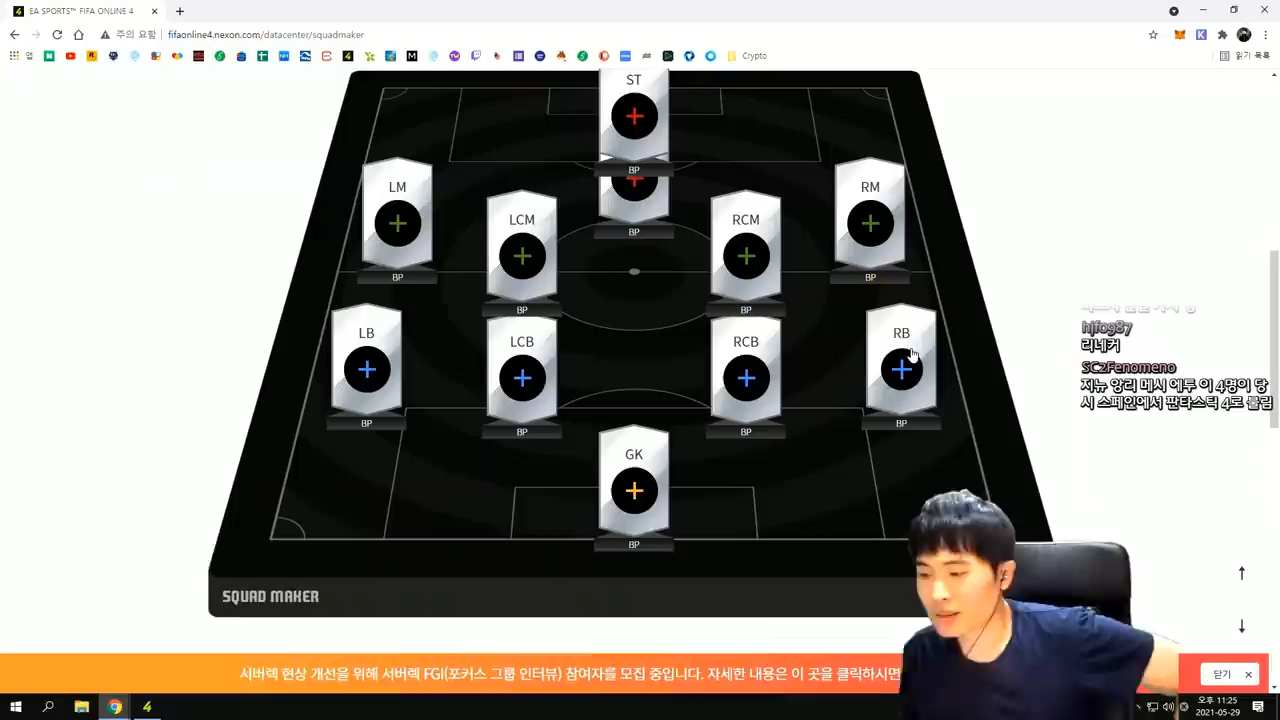 EA SPORTS™ FIFA ONLINE 4
주의 요함
fifaonline4.nexon.com/datacenter/squadmaker
앱
Crypto
읽기 목록
ST
BP
BP
LM
BP
LCM
BP
RCM
BP
RM
BP
LB
BP
LCB
BP
RCB
BP
RB
BP
GK
BP
SQUAD MAKER
hjfo987
리네커
SC2Fenomeno
지뉴 앙리 메시 에투 이 4명이 당
시 스페인에서 판타스틱 4로 불림
서버렉 현상 개선을 위해 서버렉 FGI(포커스 그룹 인터뷰) 참여자를 모집 중입니다. 자세한 내용은 이 곳을 클릭하시면
닫기
오후 11:25
2021-05-29